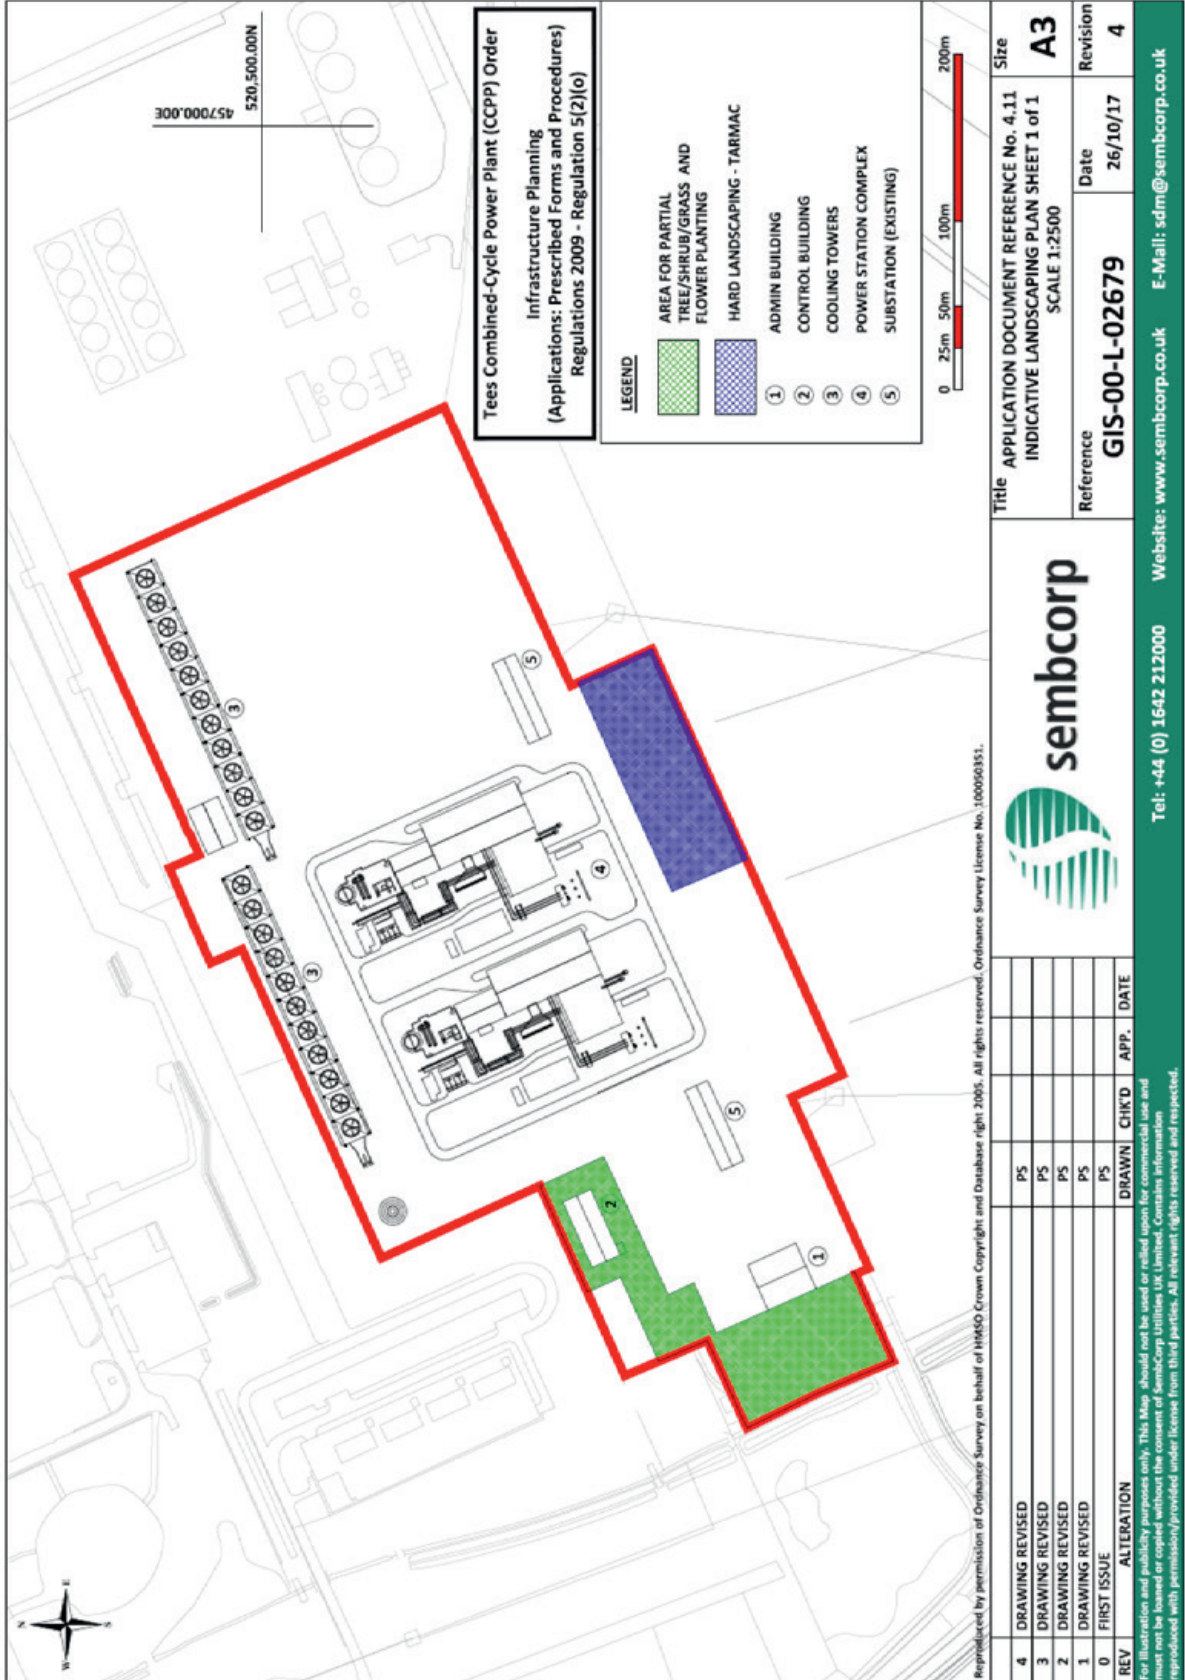 N
W
E
S
457000.00E
520,500.00N
Tees Combined-Cycle Power Plant (CCPP) Order
Infrastructure Planning
(Applications: Prescribed Forms and Procedures)
Regulations 2009 - Regulation 5(2)(o)
LEGEND
AREA FOR PARTIAL
TREE/SHRUB/GRASS AND
FLOWER PLANTING
HARD LANDSCAPING - TARMAC
1 ADMIN BUILDING
2 CONTROL BUILDING
3 COOLING TOWERS
4 POWER STATION COMPLEX
5 SUBSTATION (EXISTING)
0 25m 50m 100m 200m
3
3
5
4
5
2
1
Reproduced by permission of Ordnance Survey on behalf of HMSO Crown Copyright and Database right 2005. All rights reserved. Ordnance Survey License No. 100050351.
4 DRAWING REVISED PS
3 DRAWING REVISED PS
2 DRAWING REVISED PS
1 DRAWING REVISED PS
0 FIRST ISSUE PS
REV ALTERATION DRAWN CHK'D APP. DATE
sembcorp
Title APPLICATION DOCUMENT REFERENCE No. 4.11
INDICATIVE LANDSCAPING PLAN SHEET 1 of 1
SCALE 1:2500
Size
A3
Reference
GIS-00-L-02679
Date
26/10/17
Revision
4
For illustration and publicity purposes only. This Map should not be used or relied upon for commercial use and
must not be loaned or copied without the consent of SembCorp Utilities UK Limited. Contains information
reproduced with permission/provided under license from third parties. All relevant rights reserved and respected.
Tel: +44 (0) 1642 212000 Website: www.sembcorp.co.uk E-Mail: sdm@sembcorp.co.uk